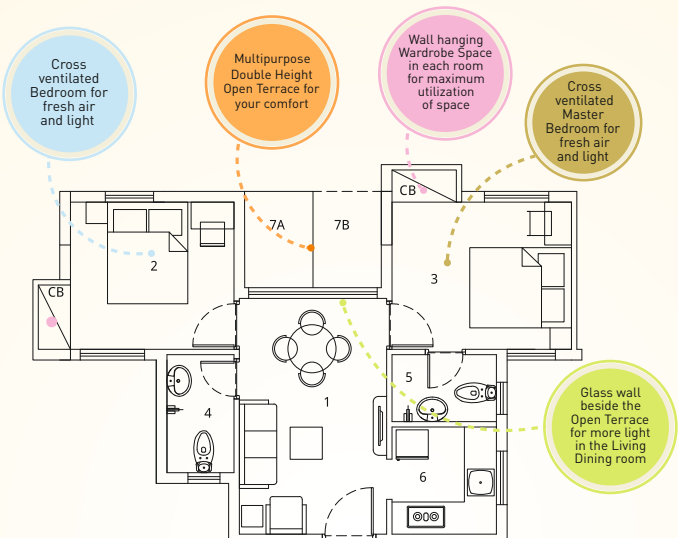 Cross
ventilated
Bedroom for
fresh air
and light
Multipurpose
Double Height
Open Terrace for
your comfort
Wall hanging
Wardrobe Space
in each room
for maximum
utilization
of space
Cross
ventilated
Master
Bedroom for
fresh air
and light
CB
7A
7B
2
3
CB
5
1
4
6
Glass wall
beside the
Open Terrace
for more light
in the Living
Dining room